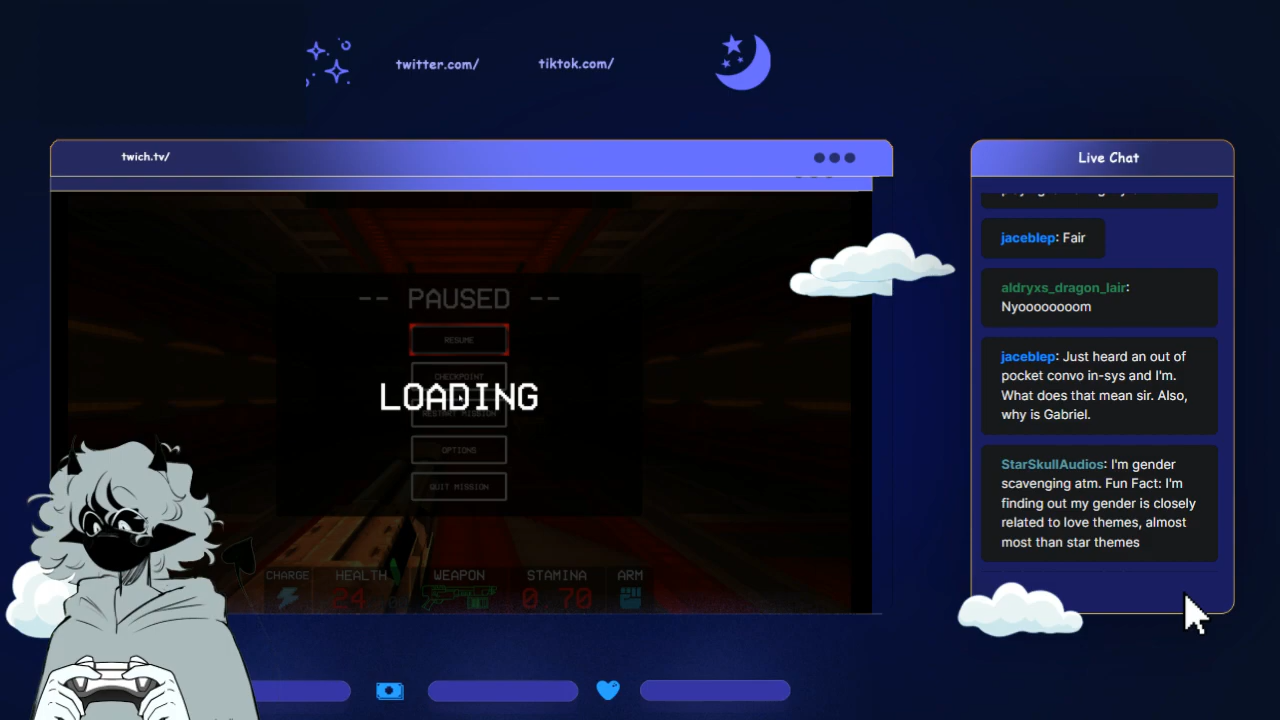 twitter.com/
tiktok.com/
twich.tv/
Live Chat
-- PAUSED --
RESUME
CHECKPOINT
LOADING
RESTART MISSION
OPTIONS
QUIT MISSION
CHARGE
HEALTH
WEAPON
STAMINA
ARM
24
0 70
jaceblep: Fair
aldryxs_dragon_lair:
Nyoooooooom
jaceblep: Just heard an out of
pocket convo in-sys and I'm.
What does that mean sir. Also,
why is Gabriel.
StarSkullAudios: I'm gender
scavenging atm. Fun Fact: I'm
finding out my gender is closely
related to love themes, almost
most than star themes